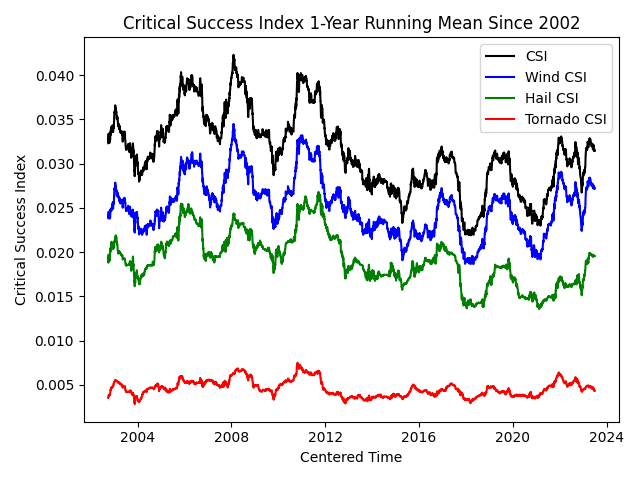 Critical Success Index 1-Year Running Mean Since 2002
CSI
Wind CSI
Hail CSI
Tornado CSI
Critical Success Index
0.040
0.035
0.030
0.025
0.020
0.015
0.010
0.005
2004 2008 2012 2016 2020 2024
Centered Time